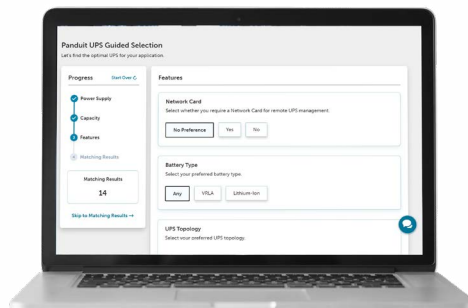 Panduit UPS Guided Selection
Let's find the optimal UPS for your application.
Progress
Start Over
Power Supply
Capacity
3 Features
4 Matching Results
Matching Results
14
Skip to Matching Results →
Features
Network Card
Select whether you require a Network Card for remote UPS management.
No Preference
Yes
No
Battery Type
Select your preferred battery type.
Any
VRLA
Lithium-Ion
UPS Topology
Select your preferred UPS topology.